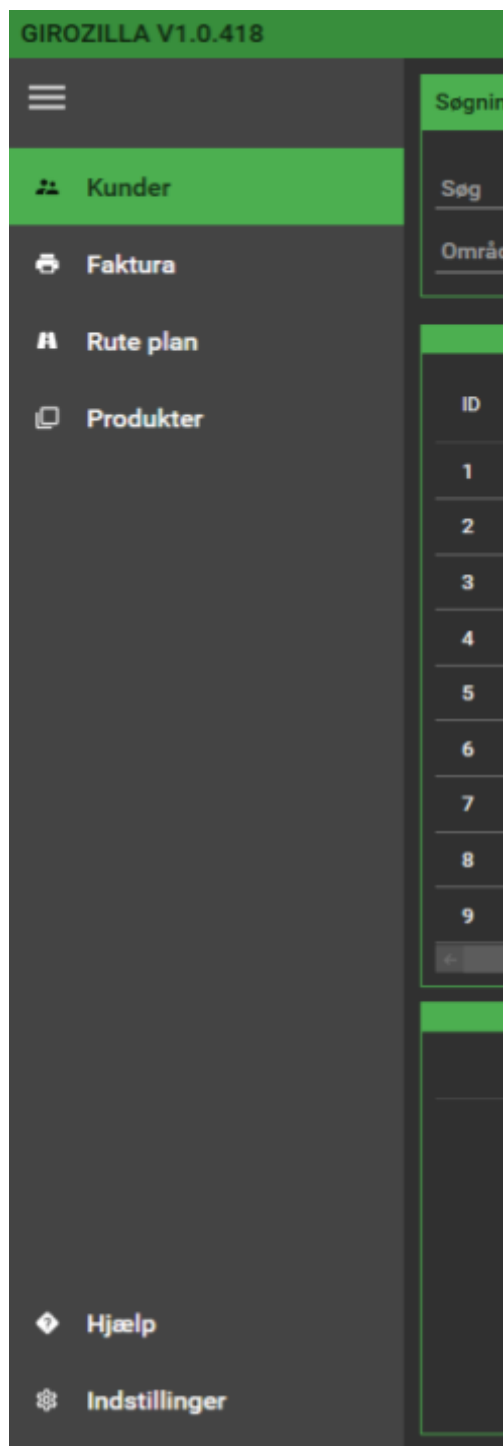 GIROZILLA V1.0.418
Kunder
Faktura
Rute plan
Produkter
Hjælp
Indstillinger
Søg
ID
1
2
3
4
5
6
7
8
9